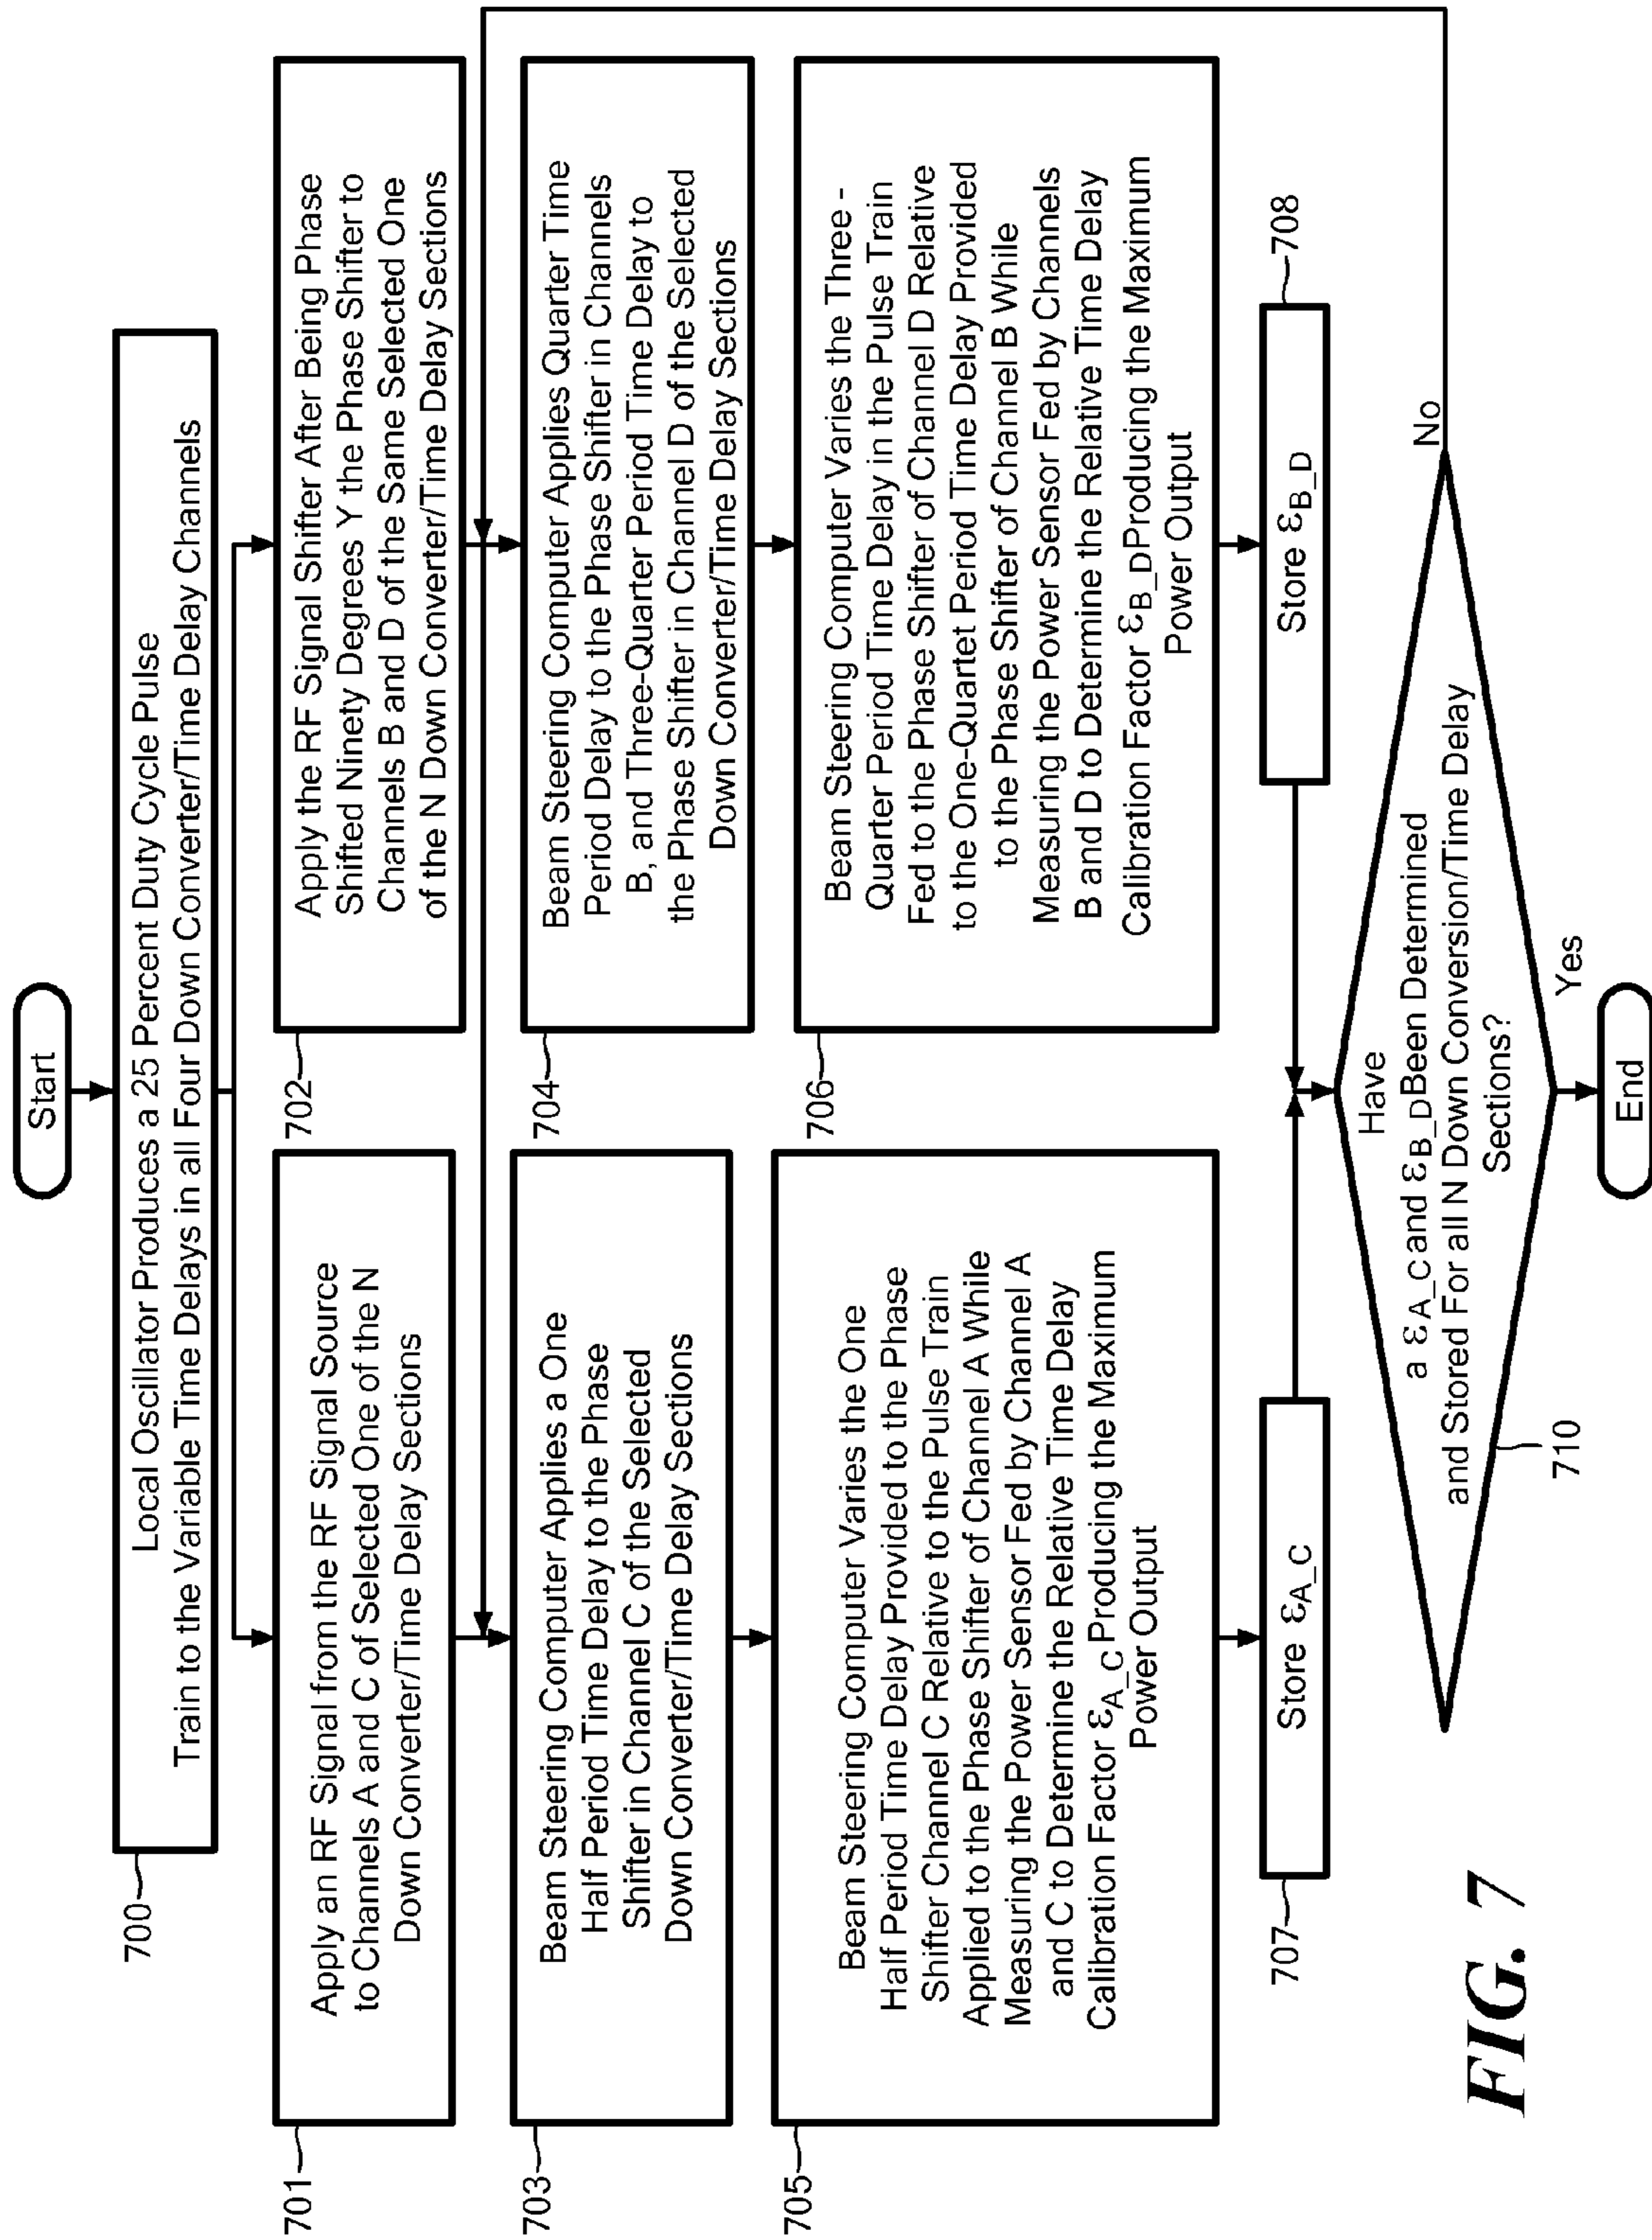 Start
700
Local Oscillator Produces a 25 Percent Duty Cycle Pulse
Train to the Variable Time Delays in all Four Down Converter/Time Delay Channels
701
Apply an RF Signal from the RF Signal Source
to Channels A and C of Selected One of the N
Down Converter/Time Delay Sections
702
Apply the RF Signal Shifter After Being Phase
Shifted Ninety Degrees Y the Phase Shifter to
Channels B and D of the Same Selected One
of the N Down Converter/Time Delay Sections
703
Beam Steering Computer Applies a One
Half Period Time Delay to the Phase
Shifter in Channel C of the Selected
Down Converter/Time Delay Sections
704
Beam Steering Computer Applies Quarter Time
Period Delay to the Phase Shifter in Channels
B, and Three-Quarter Period Time Delay to
the Phase Shifter in Channel D of the Selected
Down Converter/Time Delay Sections
705
Beam Steering Computer Varies the One
Half Period Time Delay Provided to the Phase
Shifter Channel C Relative to the Pulse Train
Applied to the Phase Shifter of Channel A While
Measuring the Power Sensor Fed by Channel A
and C to Determine the Relative Time Delay
Calibration Factor εA_C Producing the Maximum
Power Output
706
Beam Steering Computer Varies the Three -
Quarter Period Time Delay in the Pulse Train
Fed to the Phase Shifter of Channel D Relative
to the One-Quartet Period Time Delay Provided
to the Phase Shifter of Channel B While
Measuring the Power Sensor Fed by Channels
B and D to Determine the Relative Time Delay
Calibration Factor εB_D Producing the Maximum
Power Output
707
Store εA_C
Store εB_D
708
Have
a εA_C and εB_D Been Determined
and Stored For all N Down Conversion/Time Delay
Sections?
710
No
Yes
End
FIG. 7